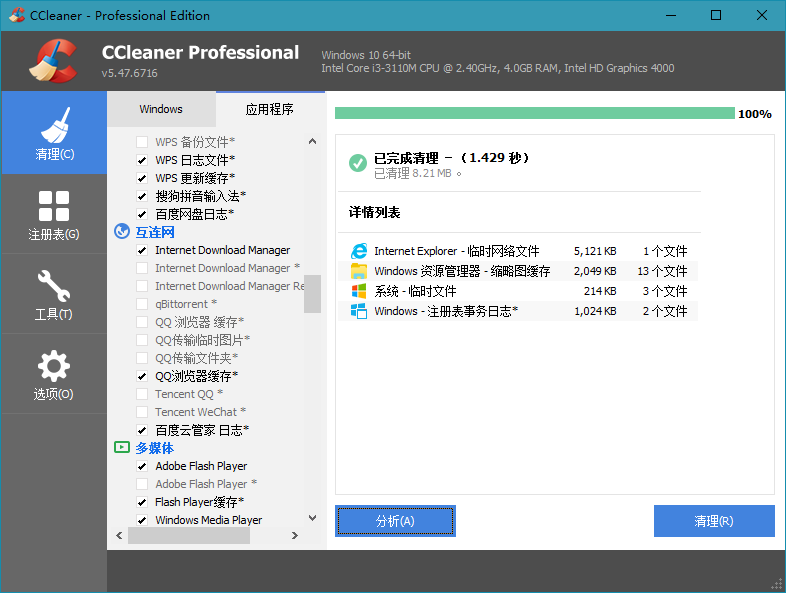 CCleaner - Professional Edition
CCleaner Professional
v5.47.6716
Windows 10 64-bit
Intel Core i3-3110M CPU @ 2.40GHz, 4.0GB RAM, Intel HD Graphics 4000
清理(C)
注册表(G)
工具(T)
选项(O)
Windows
应用程序
WPS 备份文件*
WPS 日志文件*
WPS 更新缓存*
搜狗拼音输入法*
百度网盘日志*
互连网
Internet Download Manager
Internet Download Manager *
Internet Download Manager Re
qBittorrent *
QQ 浏览器 缓存*
QQ传输临时图片*
QQ传输文件夹*
QQ浏览器缓存*
Tencent QQ *
Tencent WeChat *
百度云管家 日志*
多媒体
Adobe Flash Player
Adobe Flash Player *
Flash Player缓存*
Windows Media Player
100%
已完成清理 - （1.429 秒）
已清理 8.21 MB 。
详情列表
Internet Explorer - 临时网络文件 5,121 KB 1 个文件
Windows 资源管理器 - 缩略图缓存 2,049 KB 13 个文件
系统 - 临时文件 214 KB 3 个文件
Windows - 注册表事务日志* 1,024 KB 2 个文件
分析(A)
清理(R)